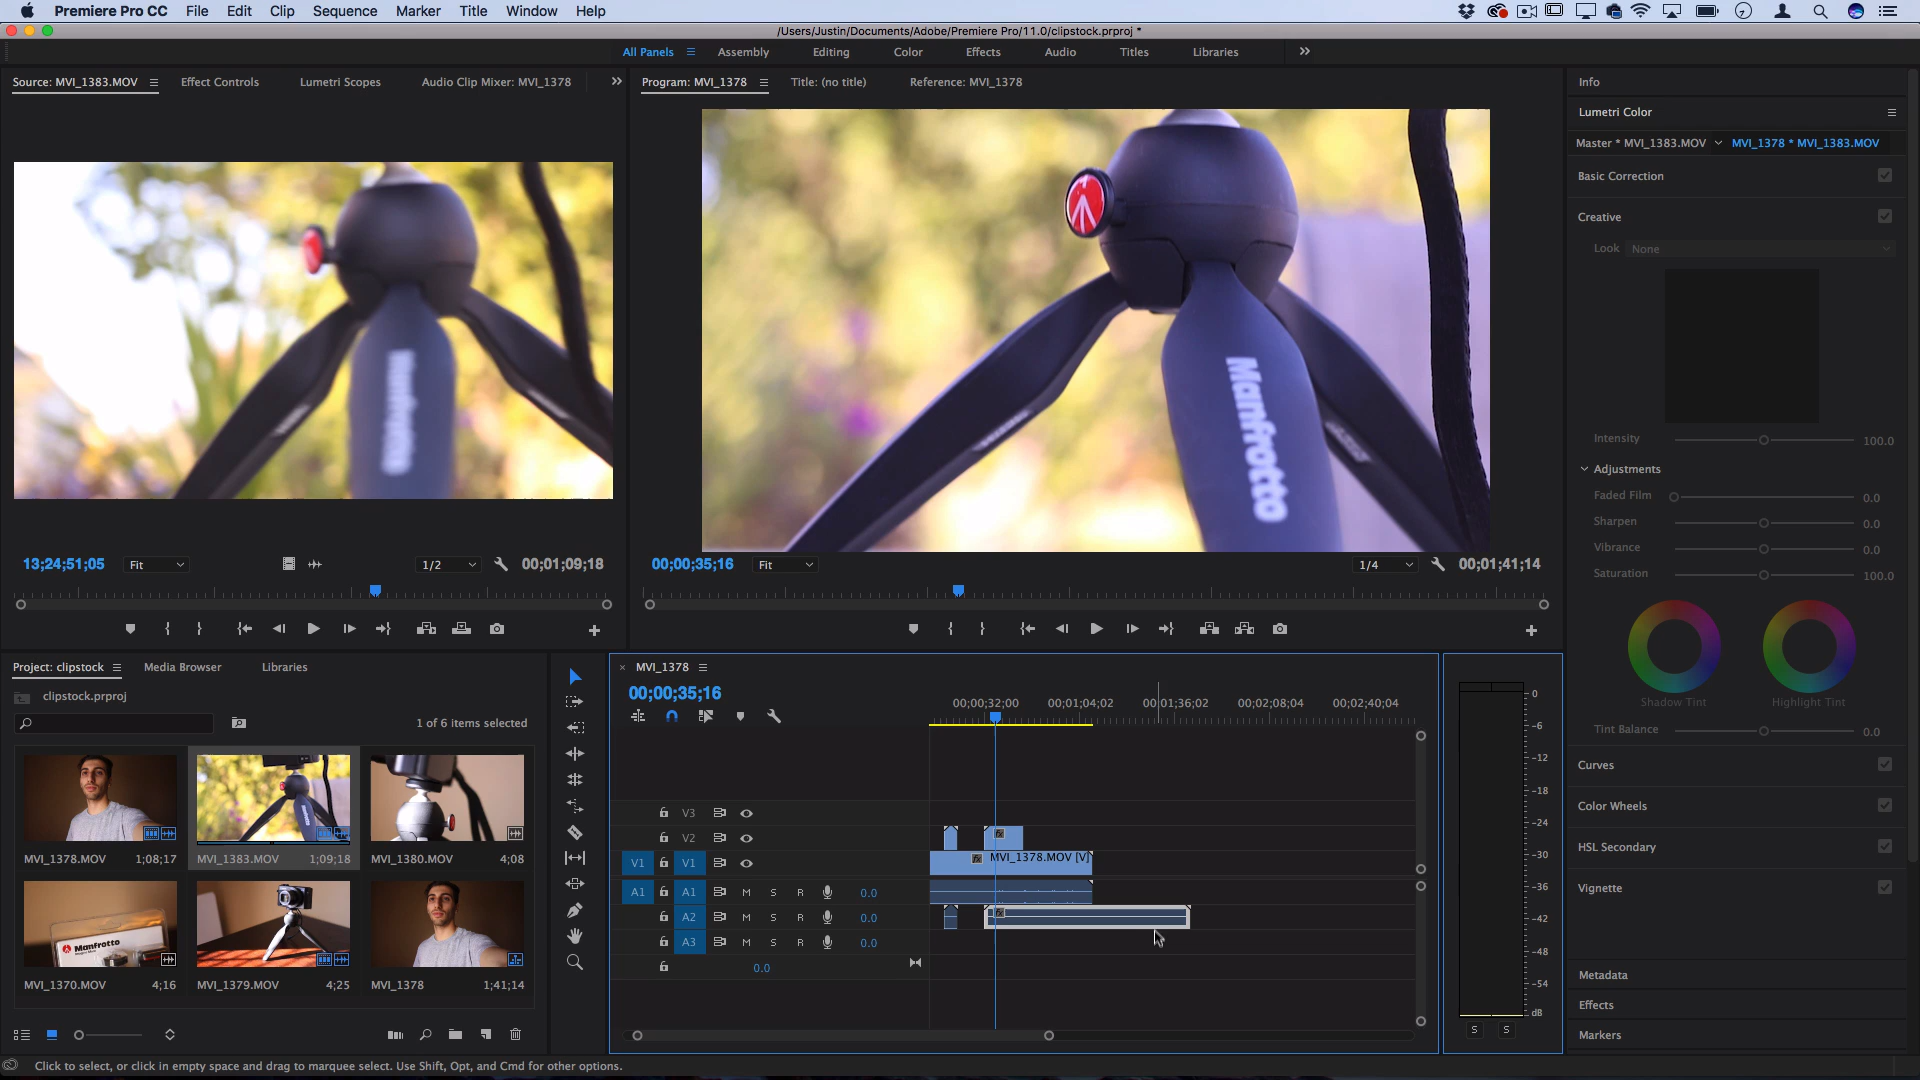 Premiere Pro CC File Edit Clip Sequence Marker Title Window Help
/Users/Justin/Documents/Adobe/Premiere Pro/11.0/clipstock.prproj *
All Panels Assembly Editing Color Effects Audio Titles Libraries
Source: MVI_1383.MOV Effect Controls Lumetri Scopes Audio Clip Mixer: MVI_1378
Program: MVI_1378 Title: (no title) Reference: MVI_1378
Manfrotto
Manfrotto
13;24;51;05 Fit 1/2 00;01;09;18
00;00;35;16 Fit 1/4 00;01;41;14
Info
Lumetri Color
Master * MVI_1383.MOV MVI_1378 * MVI_1383.MOV
Basic Correction
Creative
Look None
Intensity 100.0
Adjustments
Faded Film 0.0
Sharpen 0.0
Vibrance 0.0
Saturation 100.0
Shadow Tint Highlight Tint
Tint Balance 0.0
Curves
Color Wheels
HSL Secondary
Vignette
Metadata
Effects
Markers
Project: clipstock Media Browser Libraries
clipstock.prproj
1 of 6 items selected
MVI_1378.MOV 1;08;17
MVI_1383.MOV 1;09;18
MVI_1380.MOV 4;08
Manfrotto
MVI_1370.MOV 4;16
MVI_1379.MOV 4;25
MVI_1378 1;41;14
MVI_1378
00;00;35;16
00;00;32;00 00;01;04;02 00;01;36;02 00;02;08;04 00;02;40;04
V3
V2 fx
V1 V1 fx MVI_1378.MOV [V]
A1 A1 M S R 0.0
A2 M S R 0.0 fx
A3 M S R 0.0
0.0
0
-6
-12
-18
-24
-30
-36
-42
-48
-54
dB
S S
Click to select, or click in empty space and drag to marquee select. Use Shift, Opt, and Cmd for other options.